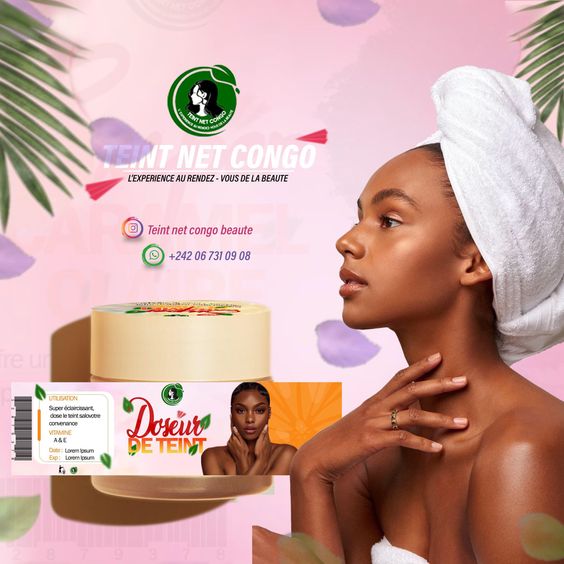 TEINT NET CONGO
TEINT NET CONGO
L'EXPERIENCE AU RENDEZ - VOUS DE LA BEAUTE
Teint net congo beaute
+242 06 731 09 08
CARAMEL
UTILISATION
Super éclaircissant,
dose le teint salovotre
convenance
VITAMINE
A & E
Date : Lorem Ipsum
Exp : Lorem Ipsum
Doseur
DE TEINT